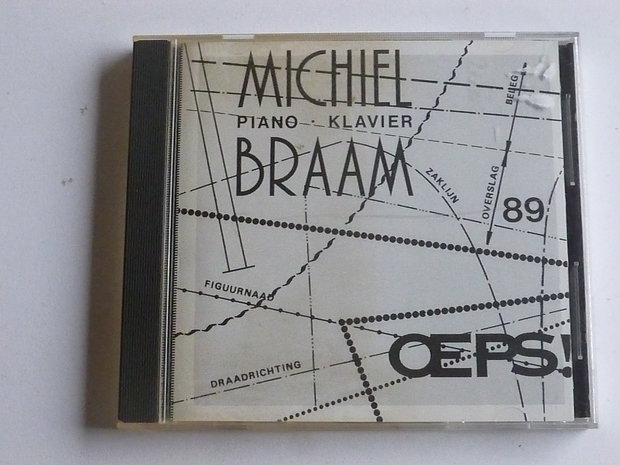 MICHIEL
PIANO · KLAVIER
BRAAM
BELEG
OVERSLAG
ZAKLIJN
89
FIGUURNAAD
DRAADRICHTING
ŒPS!